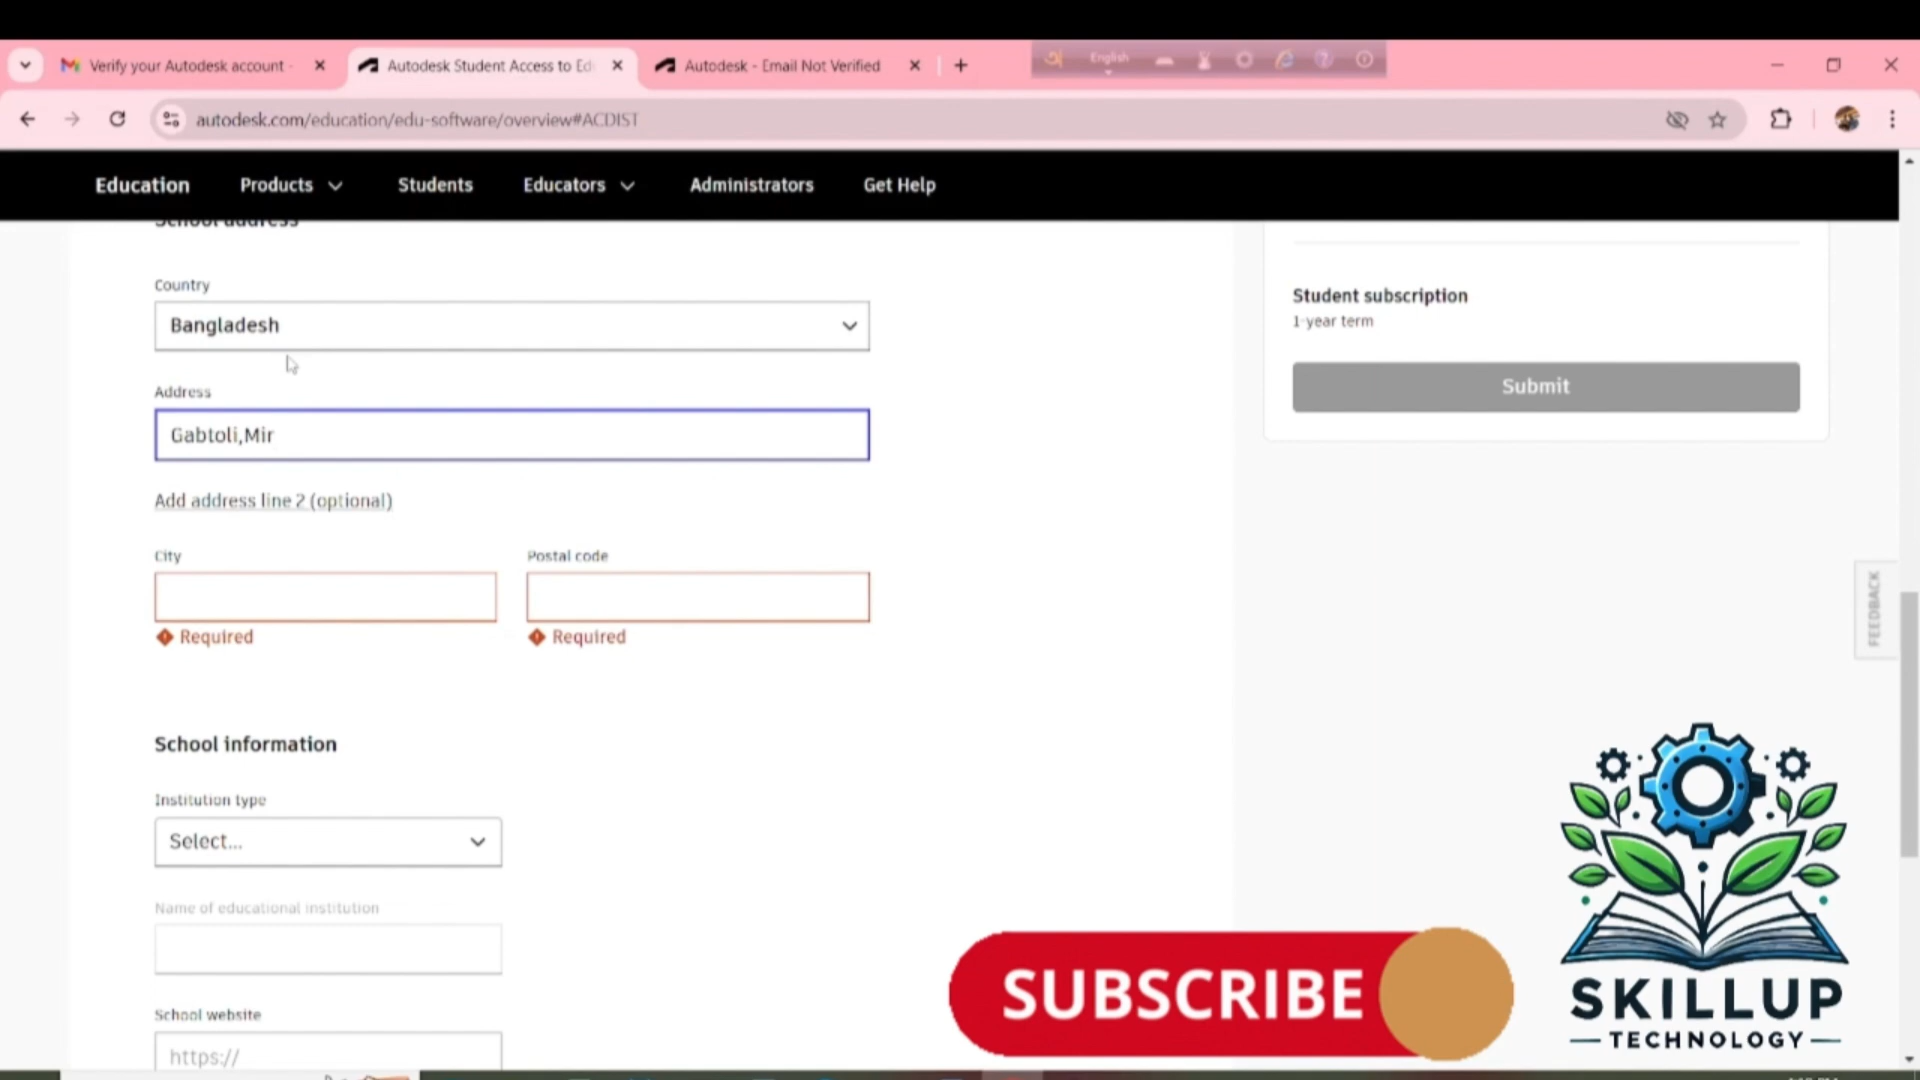 Verify your Autodesk account -
Autodesk Student Access to Ed
Autodesk - Email Not Verified
English
autodesk.com/education/edu-software/overview#ACDIST
Education
Products
Students
Educators
Administrators
Get Help
School address
Country
Bangladesh
Address
Gabtoli,Mir
Add address line 2 (optional)
City
Postal code
Required
Required
School information
Institution type
Select...
Name of educational institution
School website
https://
Student subscription
1-year term
Submit
FEEDBACK
SUBSCRIBE
SKILLUP
TECHNOLOGY